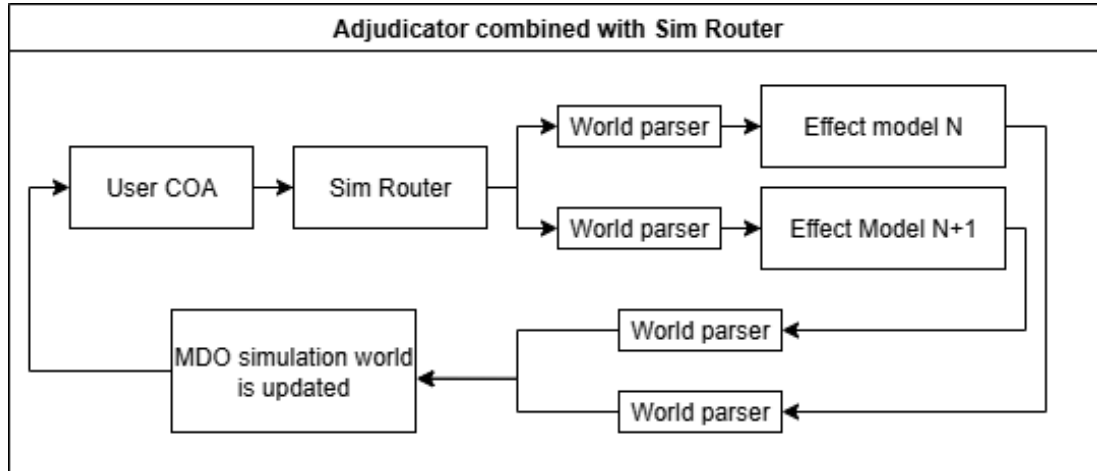 Adjudicator combined with Sim Router
World parser
Effect model N
User COA
Sim Router
World parser
Effect Model N+1
World parser
MDO simulation world
is updated
World parser